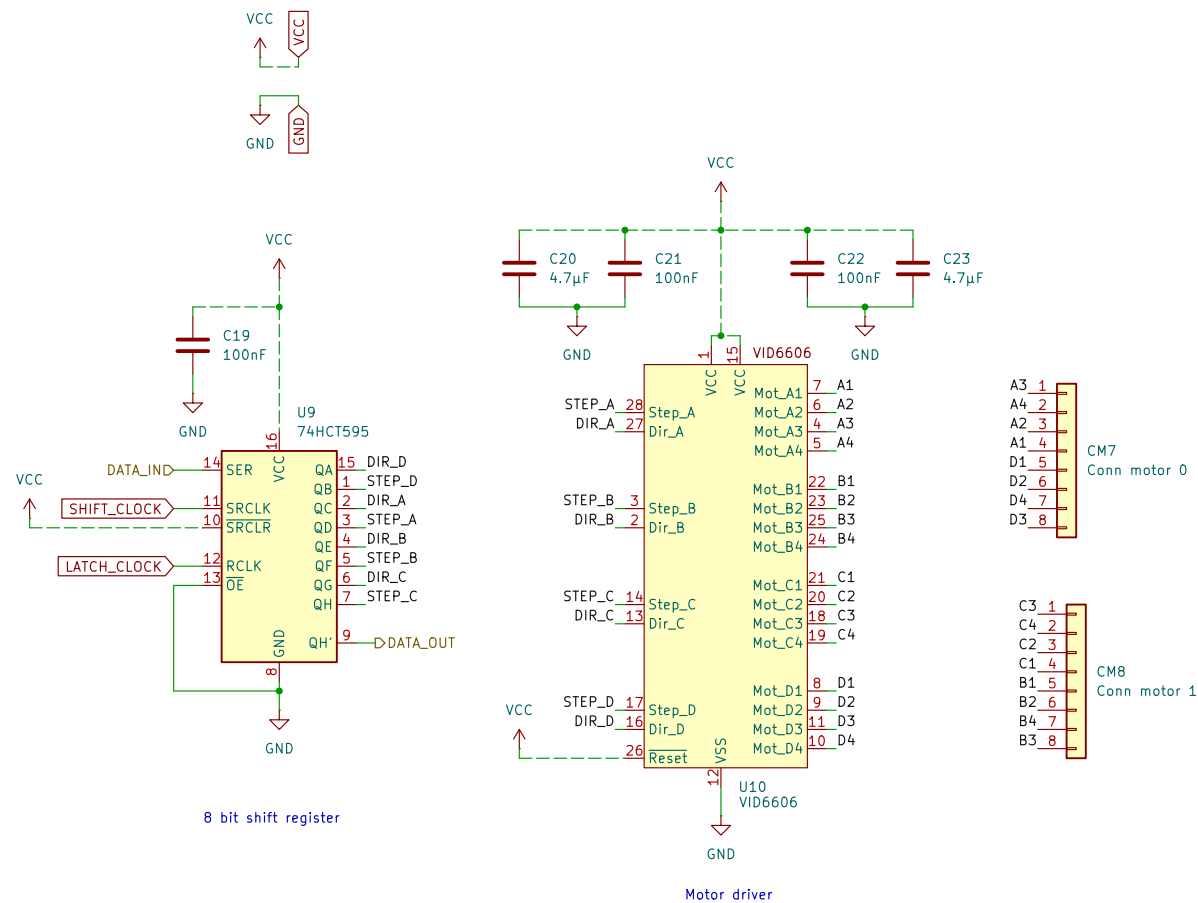 VCC
VCC
GND
GND
VCC
C19
100nF
GND
U9
74HCT595
16
VCC
DATA_IN
14
SER
VCC
SHIFT_CLOCK
11
SRCLK
10
SRCLR
LATCH_CLOCK
12
RCLK
13
OE
QA
15
DIR_D
QB
1
STEP_D
QC
2
DIR_A
QD
3
STEP_A
QE
4
DIR_B
QF
5
STEP_B
QG
6
DIR_C
QH
7
STEP_C
QH'
9
DATA_OUT
GND
8
GND
8 bit shift register
VCC
C20
4.7µF
C21
100nF
C22
100nF
C23
4.7µF
GND
GND
1
15
VID6606
VCC
VCC
STEP_A
28
Step_A
DIR_A
27
Dir_A
STEP_B
3
Step_B
DIR_B
2
Dir_B
STEP_C
14
Step_C
DIR_C
13
Dir_C
STEP_D
17
Step_D
DIR_D
16
Dir_D
VCC
26
Reset
Mot_A1
7
A1
Mot_A2
6
A2
Mot_A3
4
A3
Mot_A4
5
A4
Mot_B1
22
B1
Mot_B2
23
B2
Mot_B3
25
B3
Mot_B4
24
B4
Mot_C1
21
C1
Mot_C2
20
C2
Mot_C3
18
C3
Mot_C4
19
C4
Mot_D1
8
D1
Mot_D2
9
D2
Mot_D3
11
D3
Mot_D4
10
D4
VSS
12
U10
VID6606
GND
Motor driver
A3 1
A4 2
A2 3
A1 4
D1 5
D2 6
D4 7
D3 8
CM7
Conn motor 0
C3 1
C4 2
C2 3
C1 4
B1 5
B2 6
B4 7
B3 8
CM8
Conn motor 1